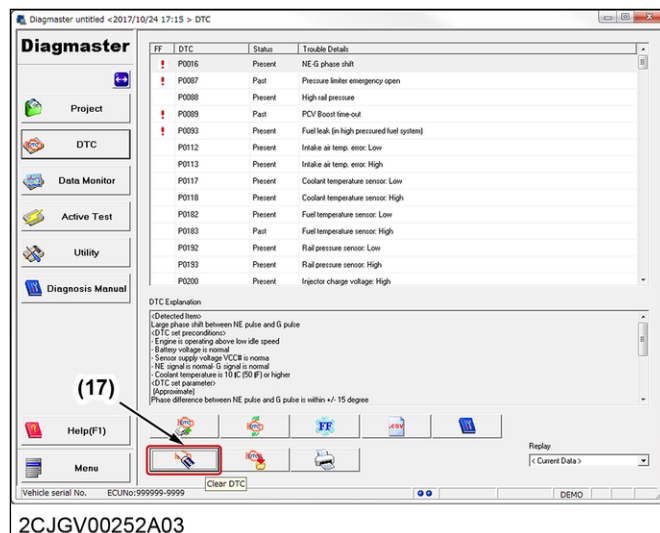 Diagmaster untitled <2017/10/24 17:15 > DTC
Diagmaster
Project
DTC
Data Monitor
Active Test
Utility
Diagnosis Manual
Help(F1)
Menu
FF DTC Status Trouble Details
! P0016 Present NE-G phase shift
! P0087 Past Pressure limiter emergency open
P0088 Present High rail pressure
! P0089 Past PCV Boost time-out
! P0093 Present Fuel leak (in high pressured fuel system)
P0112 Present Intake air temp. error: Low
P0113 Present Intake air temp. error: High
P0117 Present Coolant temperature sensor: Low
P0118 Present Coolant temperature sensor: High
P0182 Present Fuel temperature sensor: Low
P0183 Past Fuel temperature sensor: High
P0192 Present Rail pressure sensor: Low
P0193 Present Rail pressure sensor: High
P0200 Present Injector charge voltage: High
DTC Explanation
<Detected Item>
Large phase shift between NE pulse and G pulse
<DTC set preconditions>
- Engine is operating above low idle speed
- Battery voltage is normal
- Sensor supply voltage VCC# is norma
- NE signal is normal- G signal is normal
- Coolant temperature is 10 ļC (50 ļF) or higher
<DTC set parameter>
(Approximate)
Phase difference between NE pulse and G pulse is within +/- 15 degree
(17)
DTC
DTC
FF
.csv
DTC
Clear DTC
Replay
< Current Data >
Vehicle serial No. ECUNo:999999-9999
DEMO
2CJGV00252A03